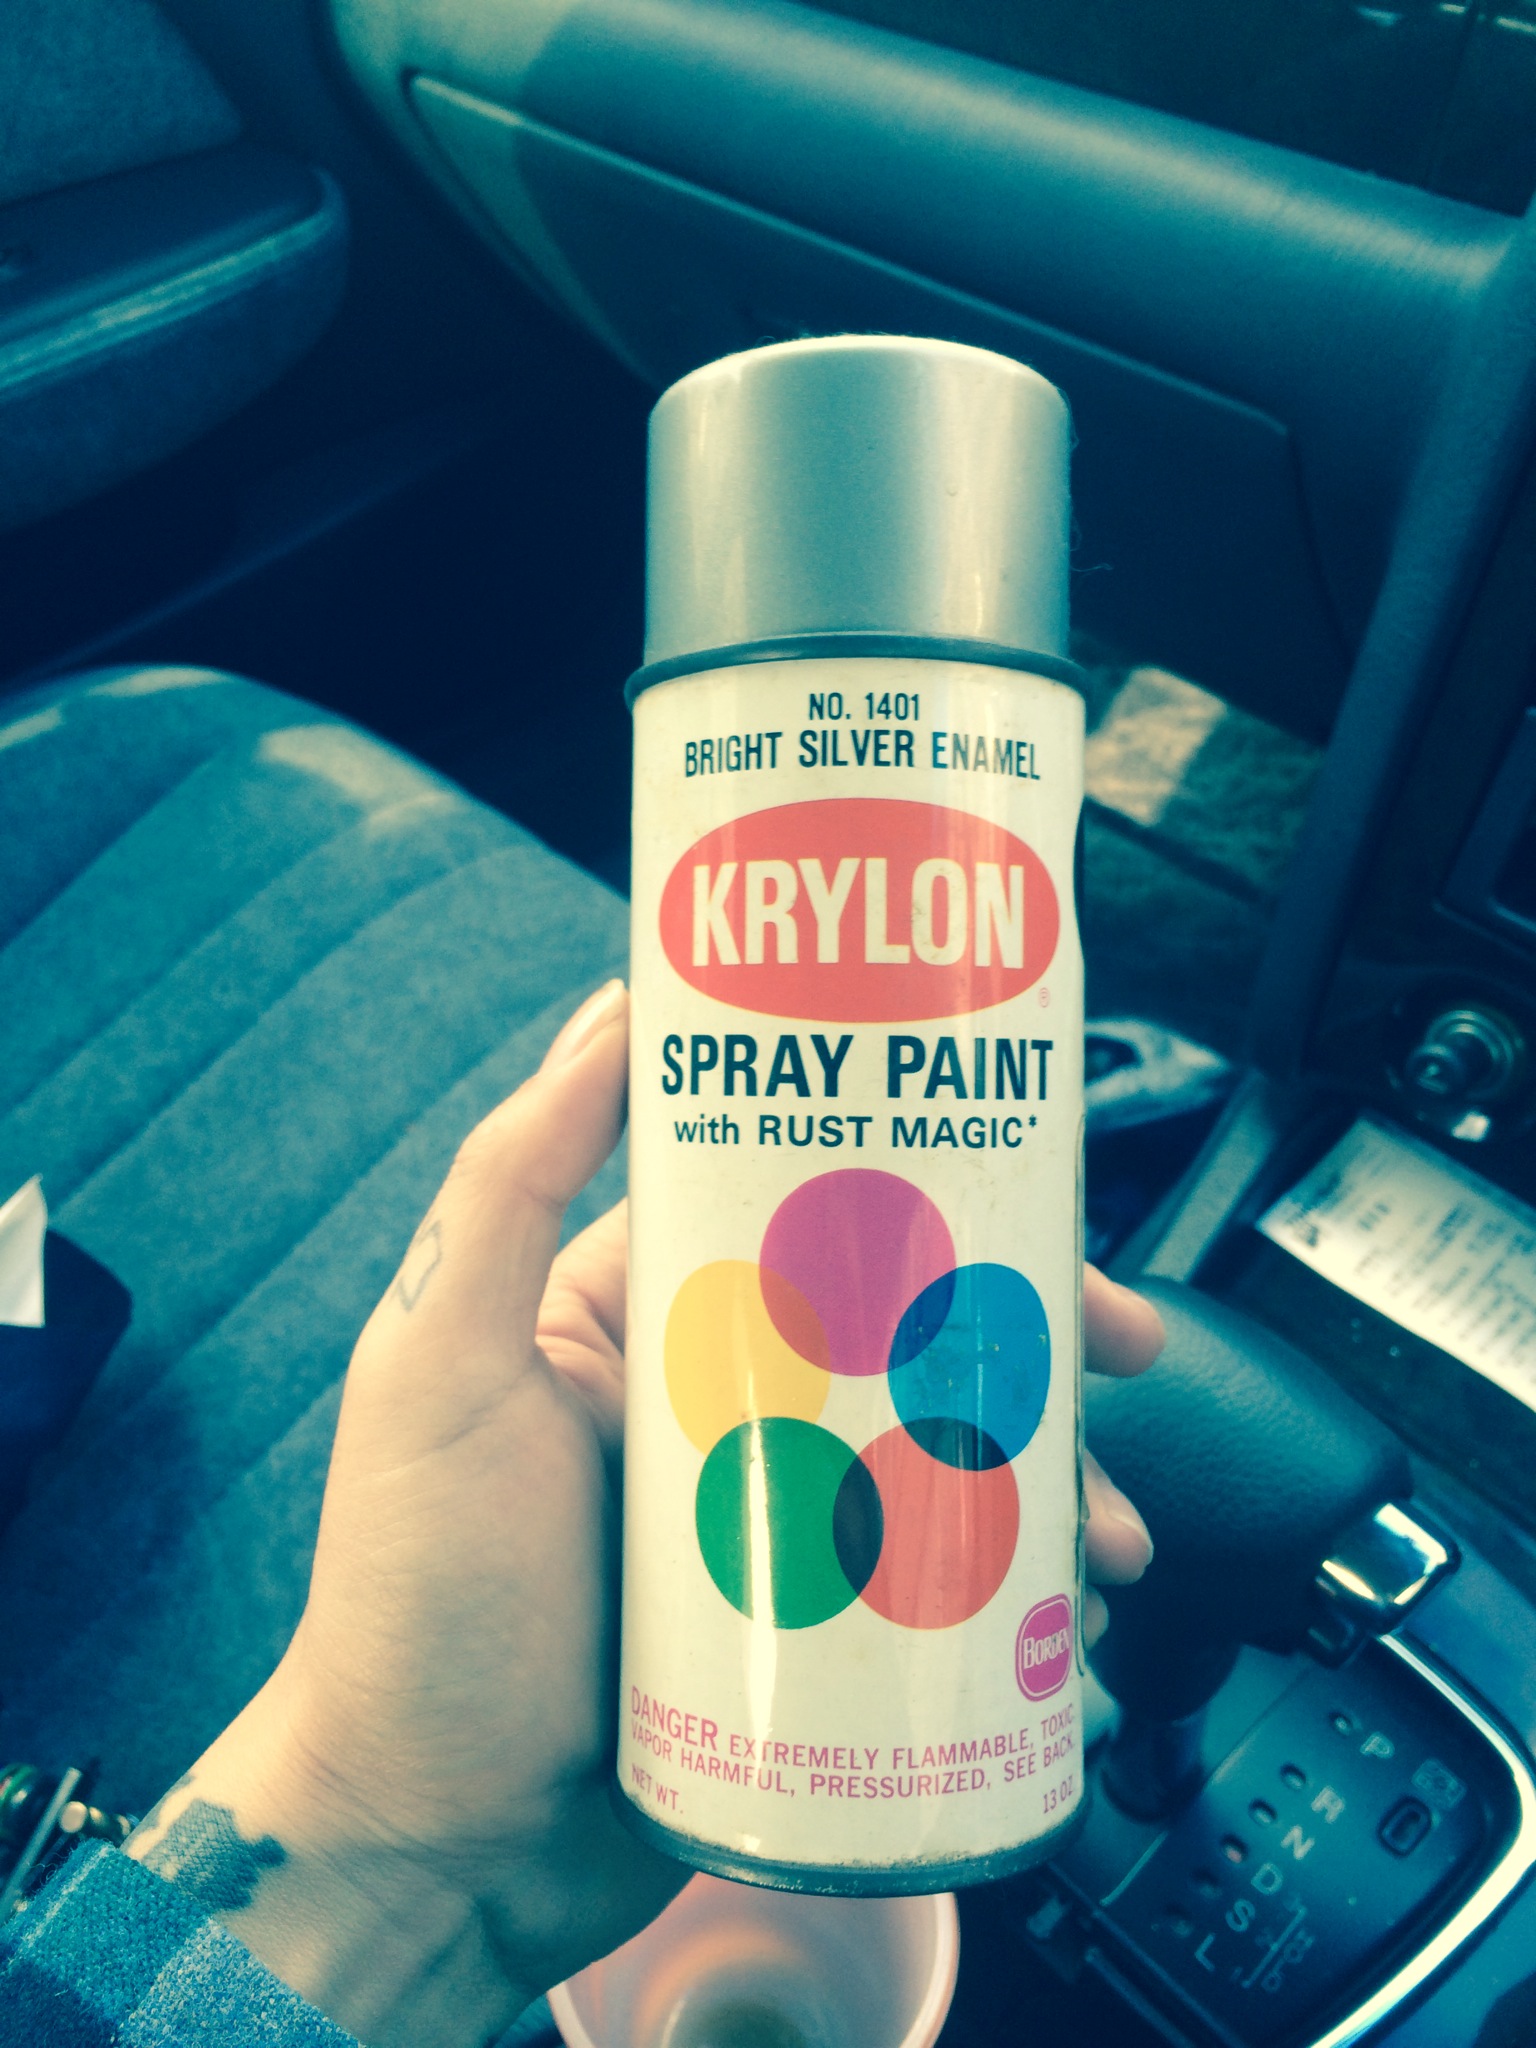 NO. 1401
BRIGHT SILVER ENAMEL
KRYLON
®
SPRAY PAINT
with RUST MAGIC*
BORDEN
DANGER EXTREMELY FLAMMABLE, TOXIC
VAPOR HARMFUL, PRESSURIZED, SEE BACK.
NET WT. 13 OZ.
P
R
N
D
S
L